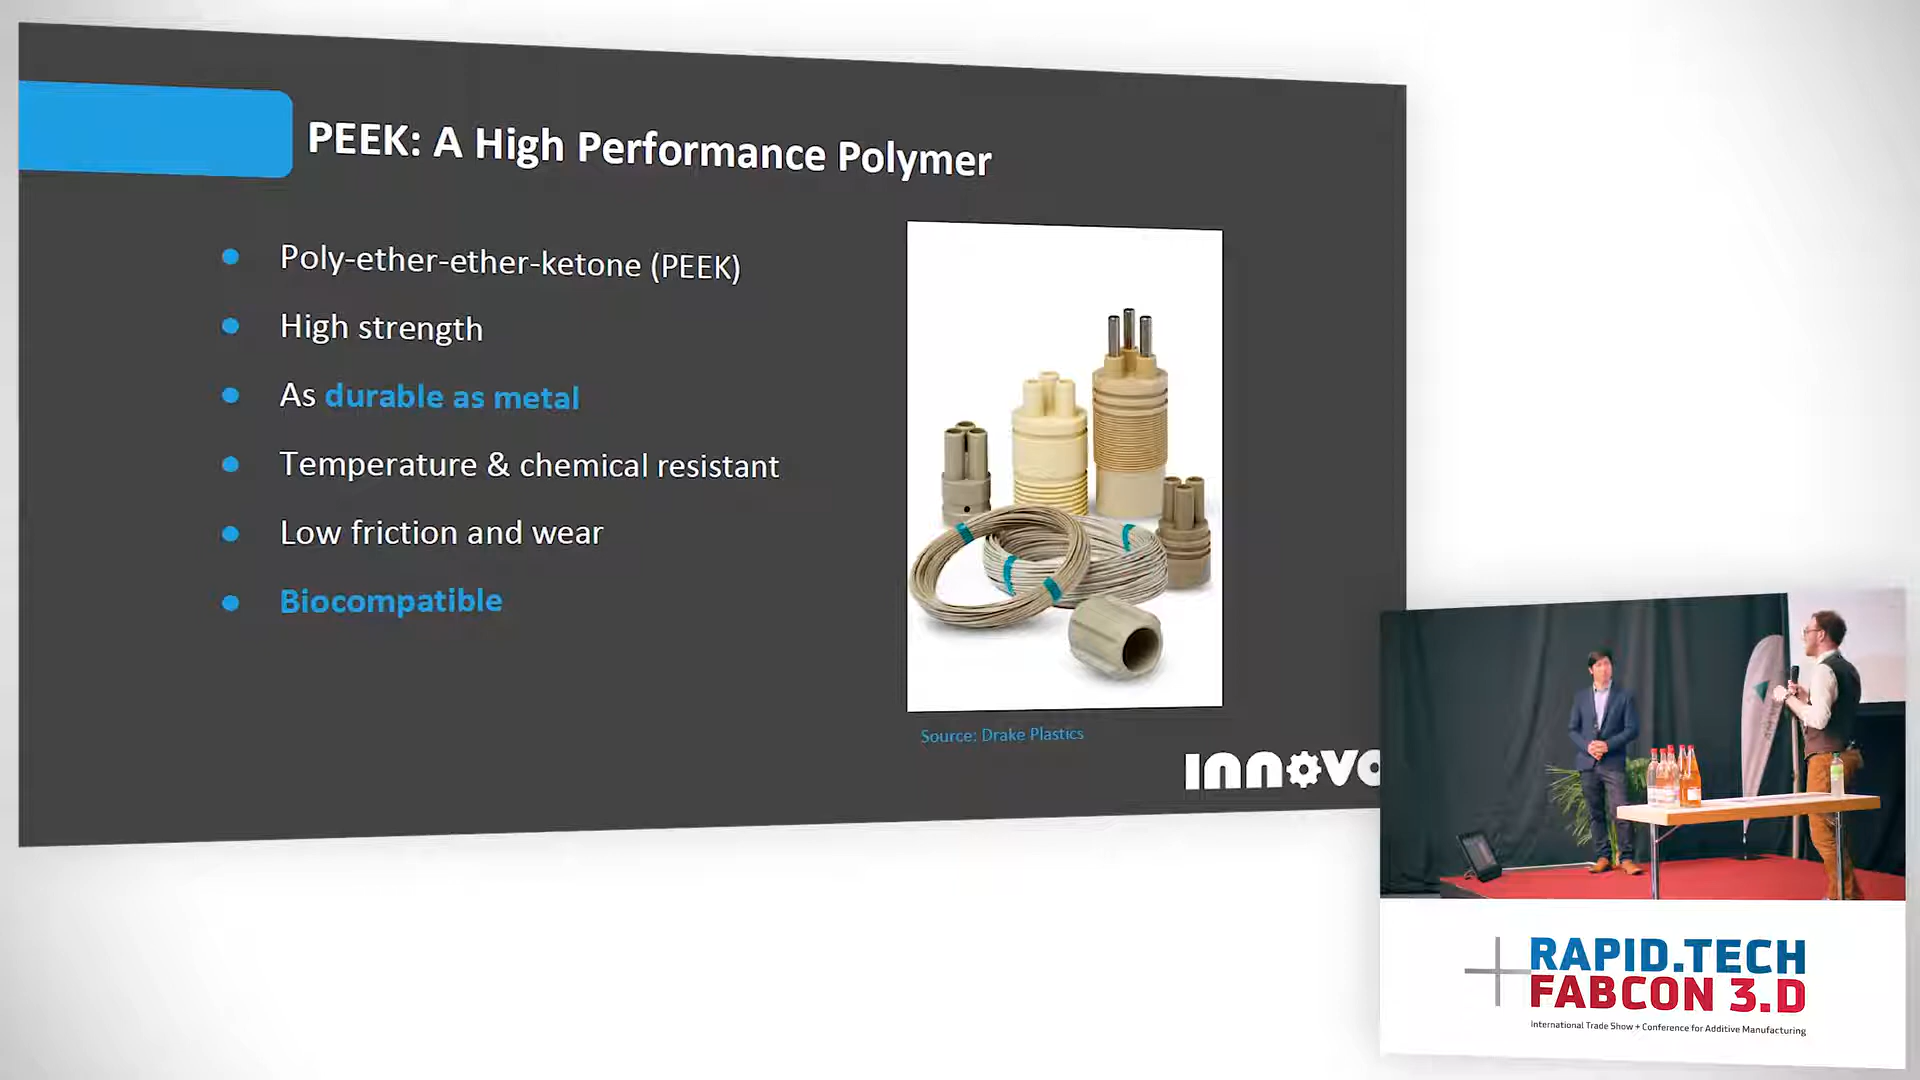 PEEK: A High Performance Polymer
Poly-ether-ether-ketone (PEEK)
High strength
As durable as metal
Temperature & chemical resistant
Low friction and wear
Biocompatible
Source: Drake Plastics
INNOVO
RAPID.TECH
FABCON 3.D
International Trade Show + Conference for Additive Manufacturing